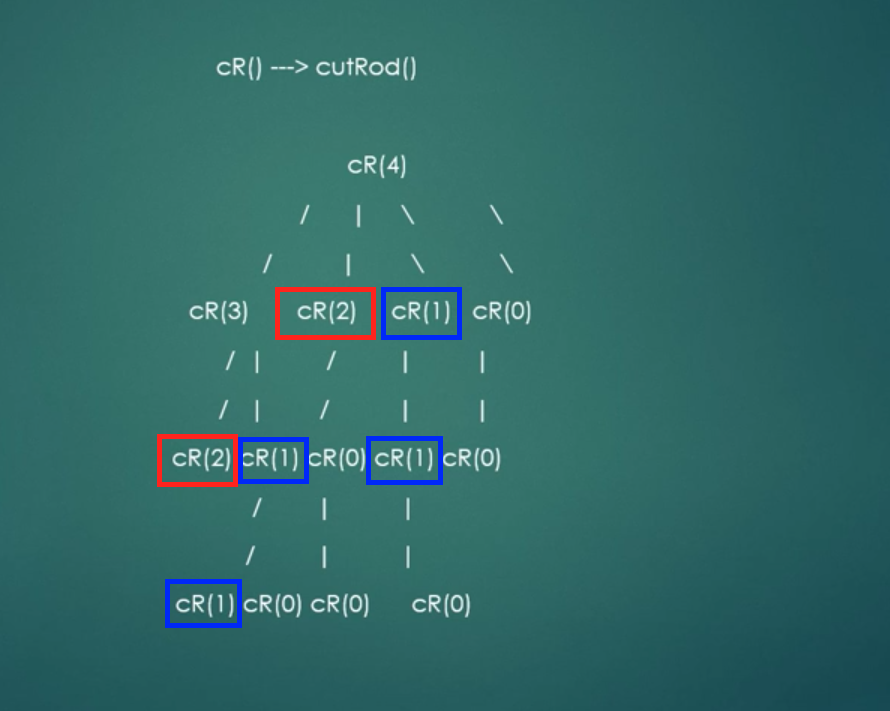 cR() ---> cutRod()
cR(4)
/ | \ \
/ | \ \
cR(3) cR(2) cR(1) cR(0)
/ | / | |
/ | / | |
cR(2) cR(1) cR(0) cR(1) cR(0)
/ | |
/ | |
cR(1) cR(0) cR(0) cR(0)